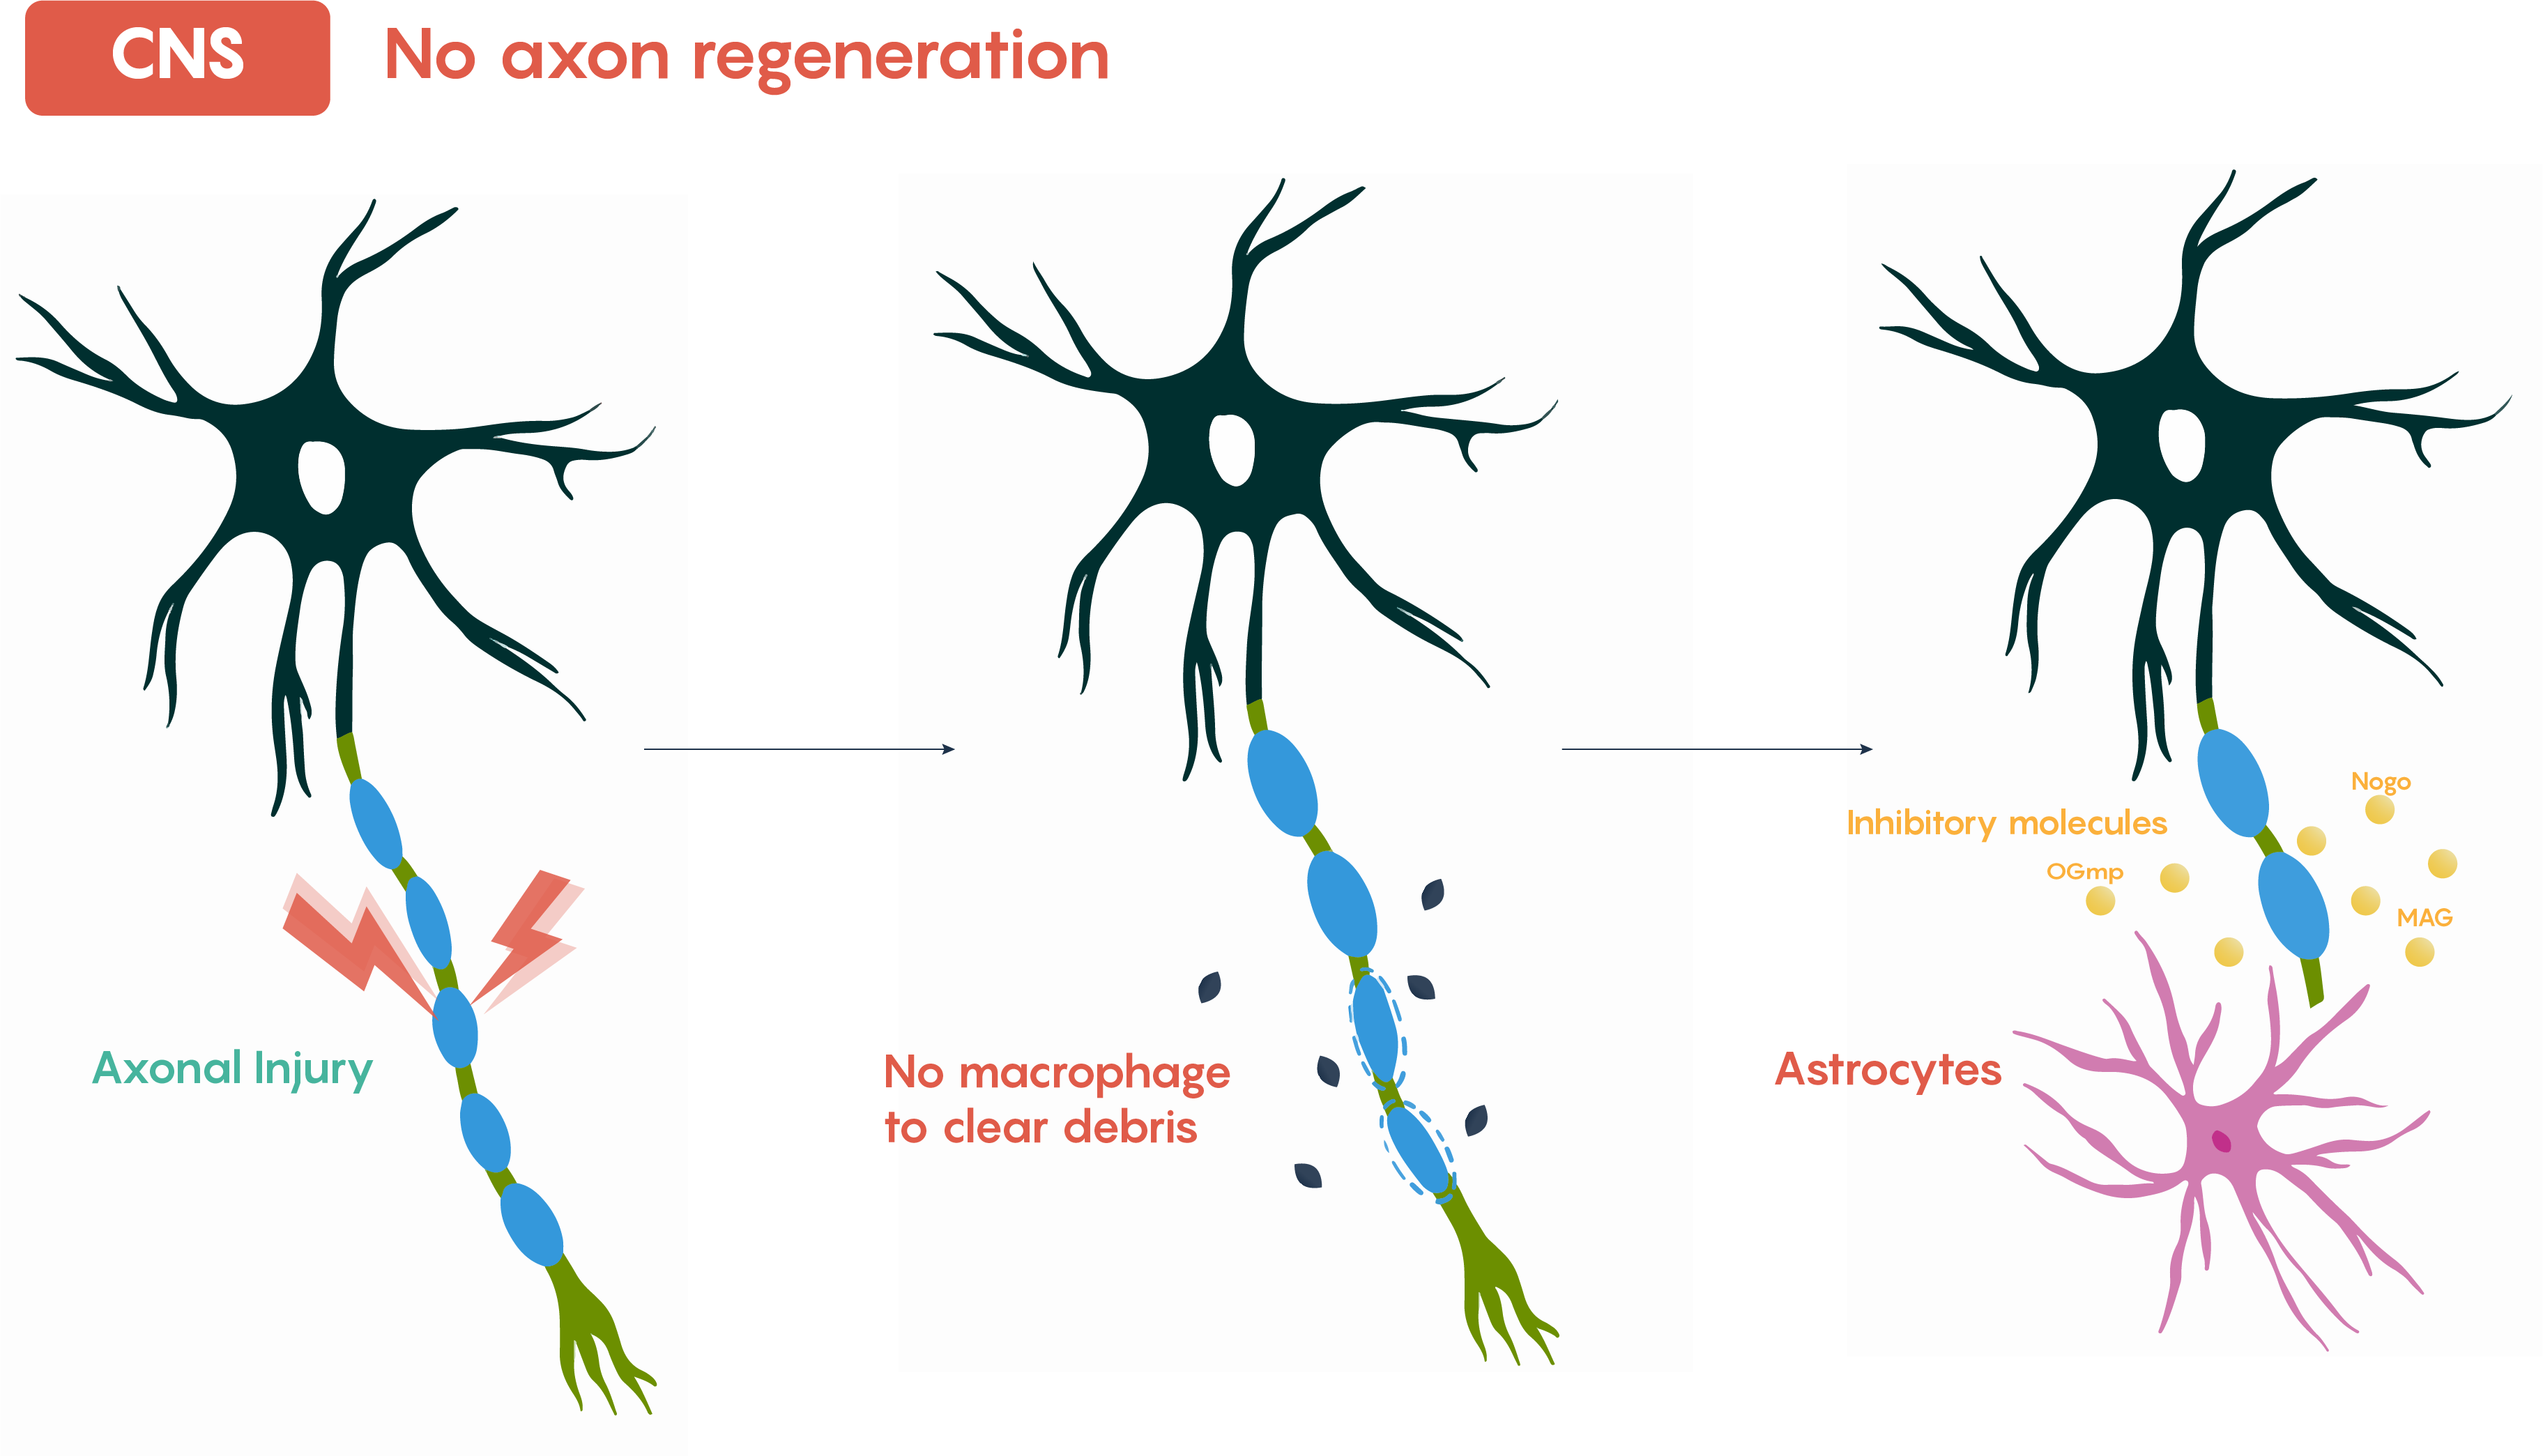 CNS
No axon regeneration
Axonal Injury
No macrophage
to clear debris
Inhibitory molecules
Nogo
OGmp
MAG
Astrocytes